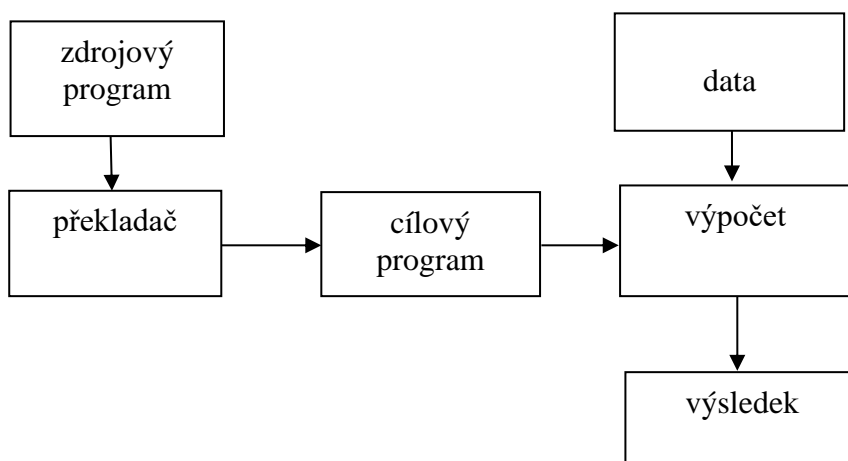 zdrojový
program
data
překladač
cílový
program
výpočet
výsledek